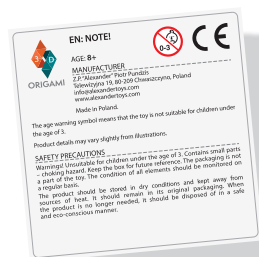 3 D
ORIGAMI
EN: NOTE!
AGE: 8+
0-3
CE
MANUFACTURER
Z.P. "Alexander" Piotr Pundzis
Telewizyjna 19, 80-209 Chwaszczyno, Poland
info@alexandertoys.com
www.alexandertoys.com
Made in Poland.
The age warning symbol means that the toy is not suitable for children under
the age of 3.
Product details may vary slightly from illustrations.
SAFETY PRECAUTIONS
Warnings! Unsuitable for children under the age of 3. Contains small parts
– choking hazard. Keep the box for future reference. The packaging is not
a part of the toy. The condition of all elements should be monitored on
a regular basis.
The product should be stored in dry conditions and kept away from
sources of heat. It should remain in its original packaging. When
the product is no longer needed, it should be disposed of in a safe
and eco-conscious manner.